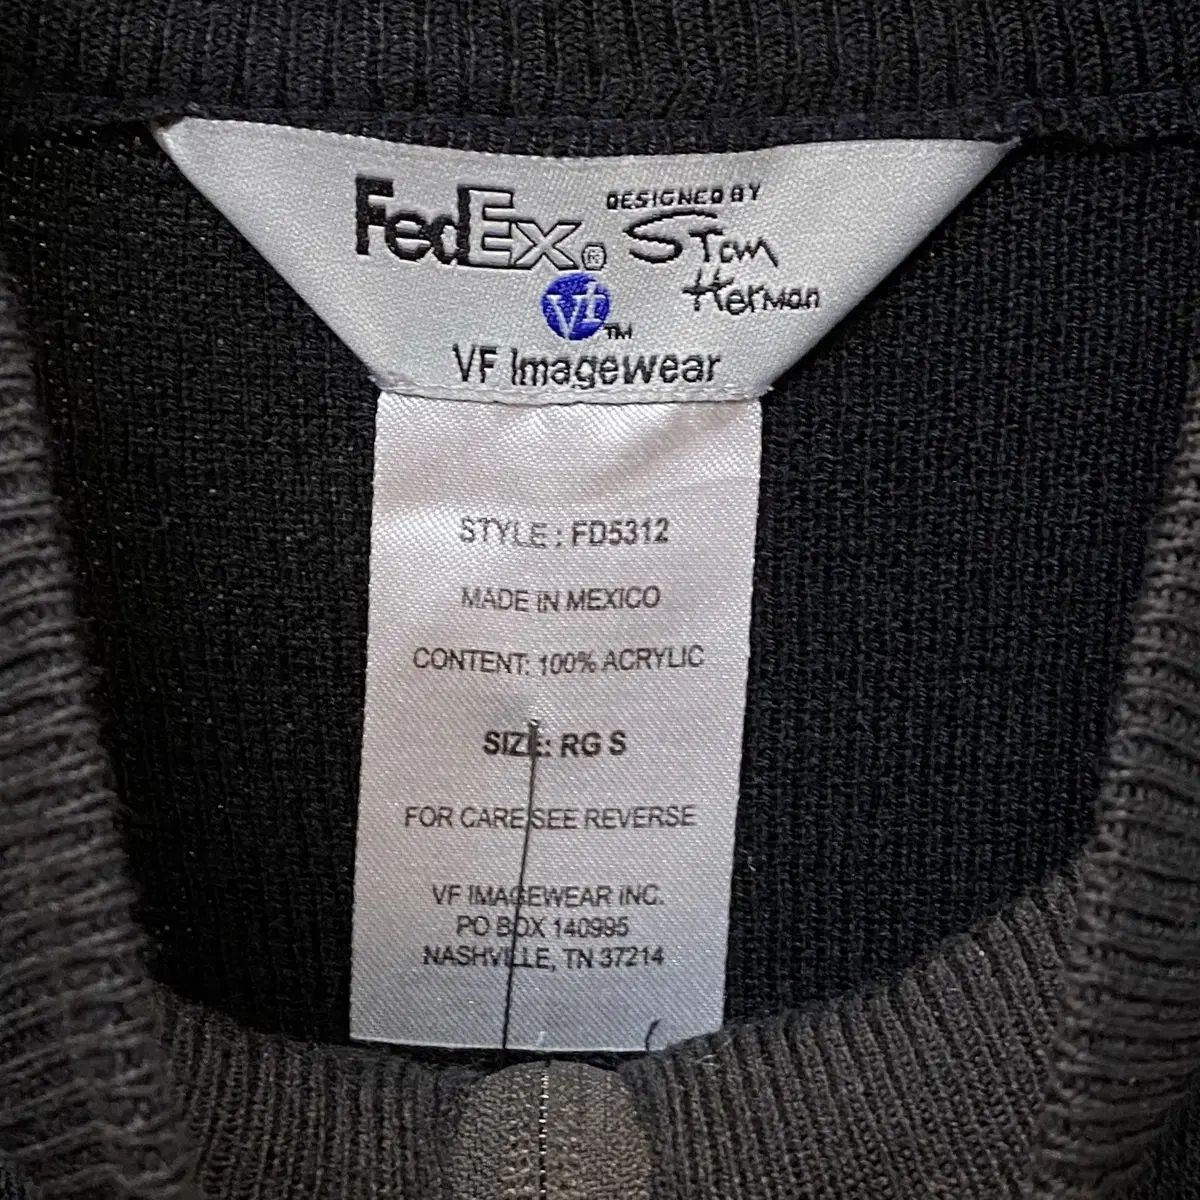 FedEx®
DESIGNED BY
Stan
Herman
vf™
VF Imagewear
STYLE : FD5312
MADE IN MEXICO
CONTENT: 100% ACRYLIC
SIZE: RG S
FOR CARE SEE REVERSE
VF IMAGEWEAR INC.
PO BOX 140995
NASHVILLE, TN 37214